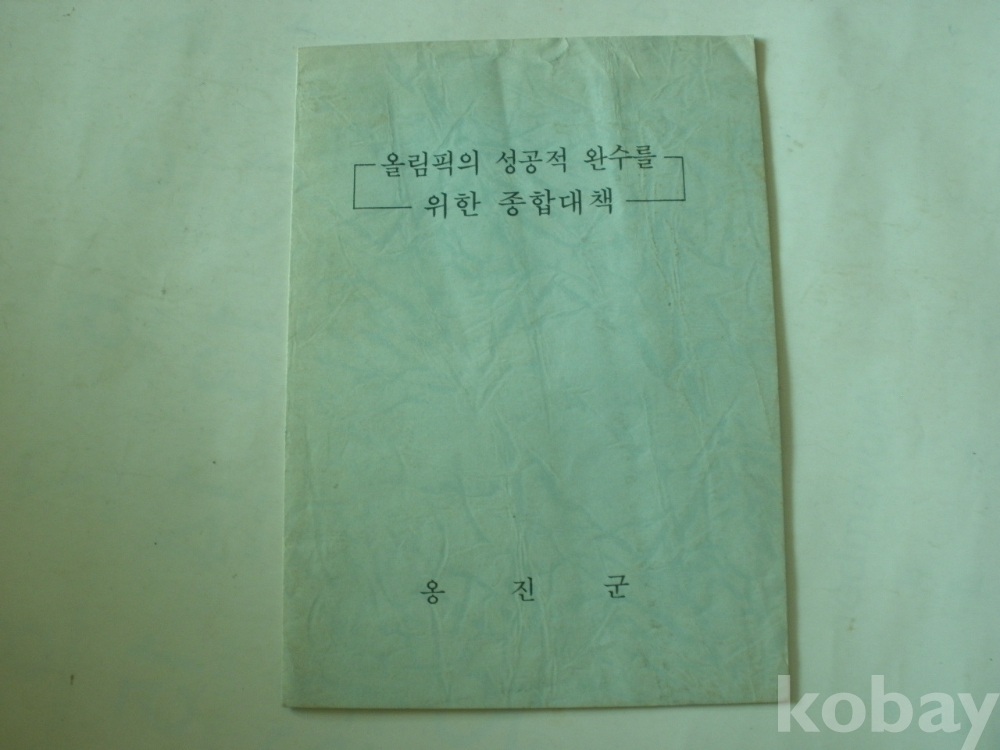 올림픽의 성공적 완수를
위한 종합대책
옹 진 군
kobay